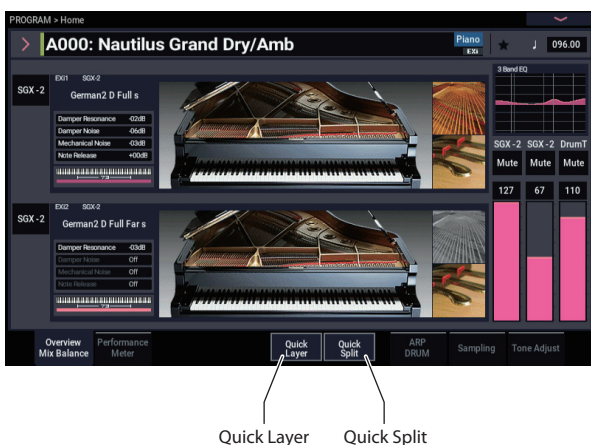 PROGRAM > Home
A000: Nautilus Grand Dry/Amb
Piano
EXi
096.00
SGX-2
EXi1 SGX-2
German2 D Full s
Damper Resonance -02dB
Damper Noise -06dB
Mechanical Noise -03dB
Note Release +00dB
73
SGX-2
EXi2 SGX-2
German2 D Full Far s
Damper Resonance -03dB
Damper Noise Off
Mechanical Noise Off
Note Release Off
73
3 Band EQ
SGX-2 SGX-2 DrumT
Mute Mute Mute
127 67 110
Overview
Mix Balance
Performance
Meter
Quick
Layer
Quick
Split
ARP
DRUM
Sampling
Tone Adjust
Quick Layer Quick Split